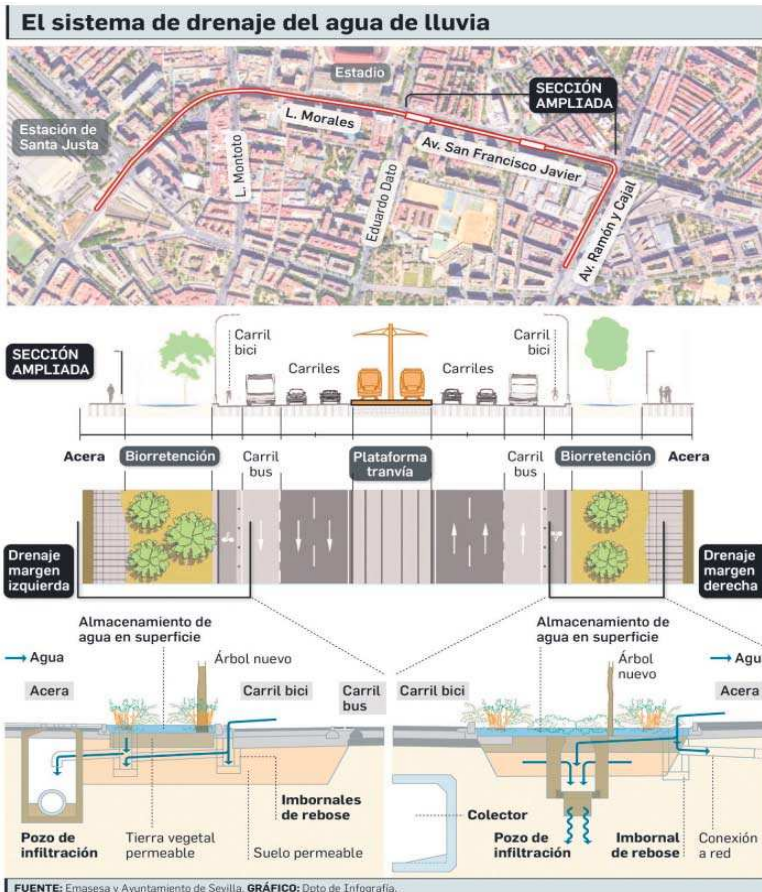 El sistema de drenaje del agua de lluvia
Estadio
SECCIÓN
AMPLIADA
Estación de
Santa Justa
L. Morales
L. Montoto
Av. San Francisco Javier
Eduardo Dato
Av. Ramón y Cajal
SECCIÓN
AMPLIADA
Carril
bici
Carriles
Carriles
Carril
bici
Acera
Biorretención
Carril
bus
Plataforma
tranvía
Carril
bus
Biorretención
Acera
Drenaje
margen
izquierda
Drenaje
margen
derecha
Almacenamiento de
agua en superficie
Agua
Árbol nuevo
Acera
Carril bici
Carril
bus
Imbornales
de rebose
Pozo de
infiltración
Tierra vegetal
permeable
Suelo permeable
Almacenamiento de
agua en superficie
Árbol
nuevo
Agu
Carril bici
Acera
Colector
Pozo de
infiltración
Imbornal
de rebose
Conexión
a red
FUENTE: Emasesa y Ayuntamiento de Sevilla. GRÁFICO: Dpto de Infografía.